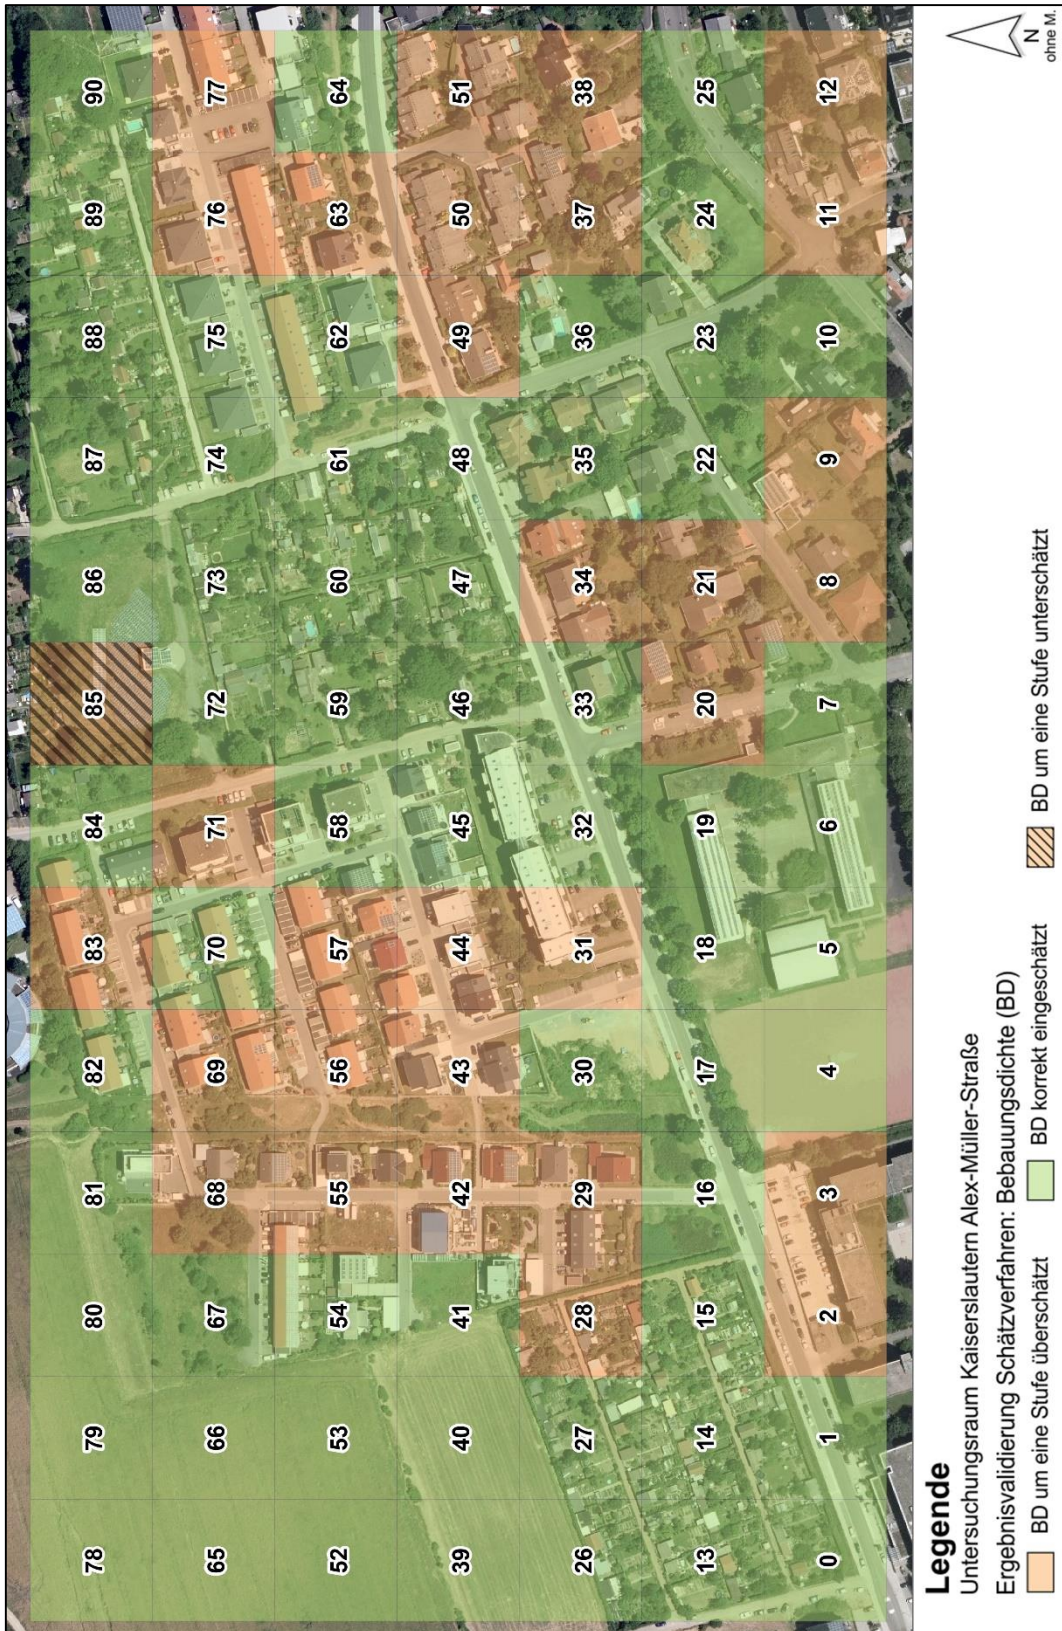 78 79 80 81 82 83 84 85 86 87 88 89 90
65 66 67 68 69 70 71 72 73 74 75 76 77
52 53 54 55 56 57 58 59 60 61 62 63 64
39 40 41 42 43 44 45 46 47 48 49 50 51
26 27 28 29 30 31 32 33 34 35 36 37 38
13 14 15 16 17 18 19 20 21 22 23 24 25
0 1 2 3 4 5 6 7 8 9 10 11 12
Legende
Untersuchungsraum Kaiserslautern Alex-Müller-Straße
Ergebnisvalidierung Schätzverfahren: Bebauungsdichte (BD)
BD um eine Stufe überschätzt
BD korrekt eingeschätzt
BD um eine Stufe unterschätzt
N
ohne M.